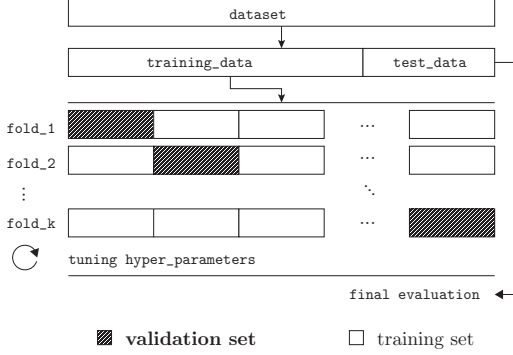 dataset
training_data test_data
fold_1 ...
fold_2 ...
⋮ ⋱
fold_k ...
tuning hyper_parameters
final evaluation
validation set training set